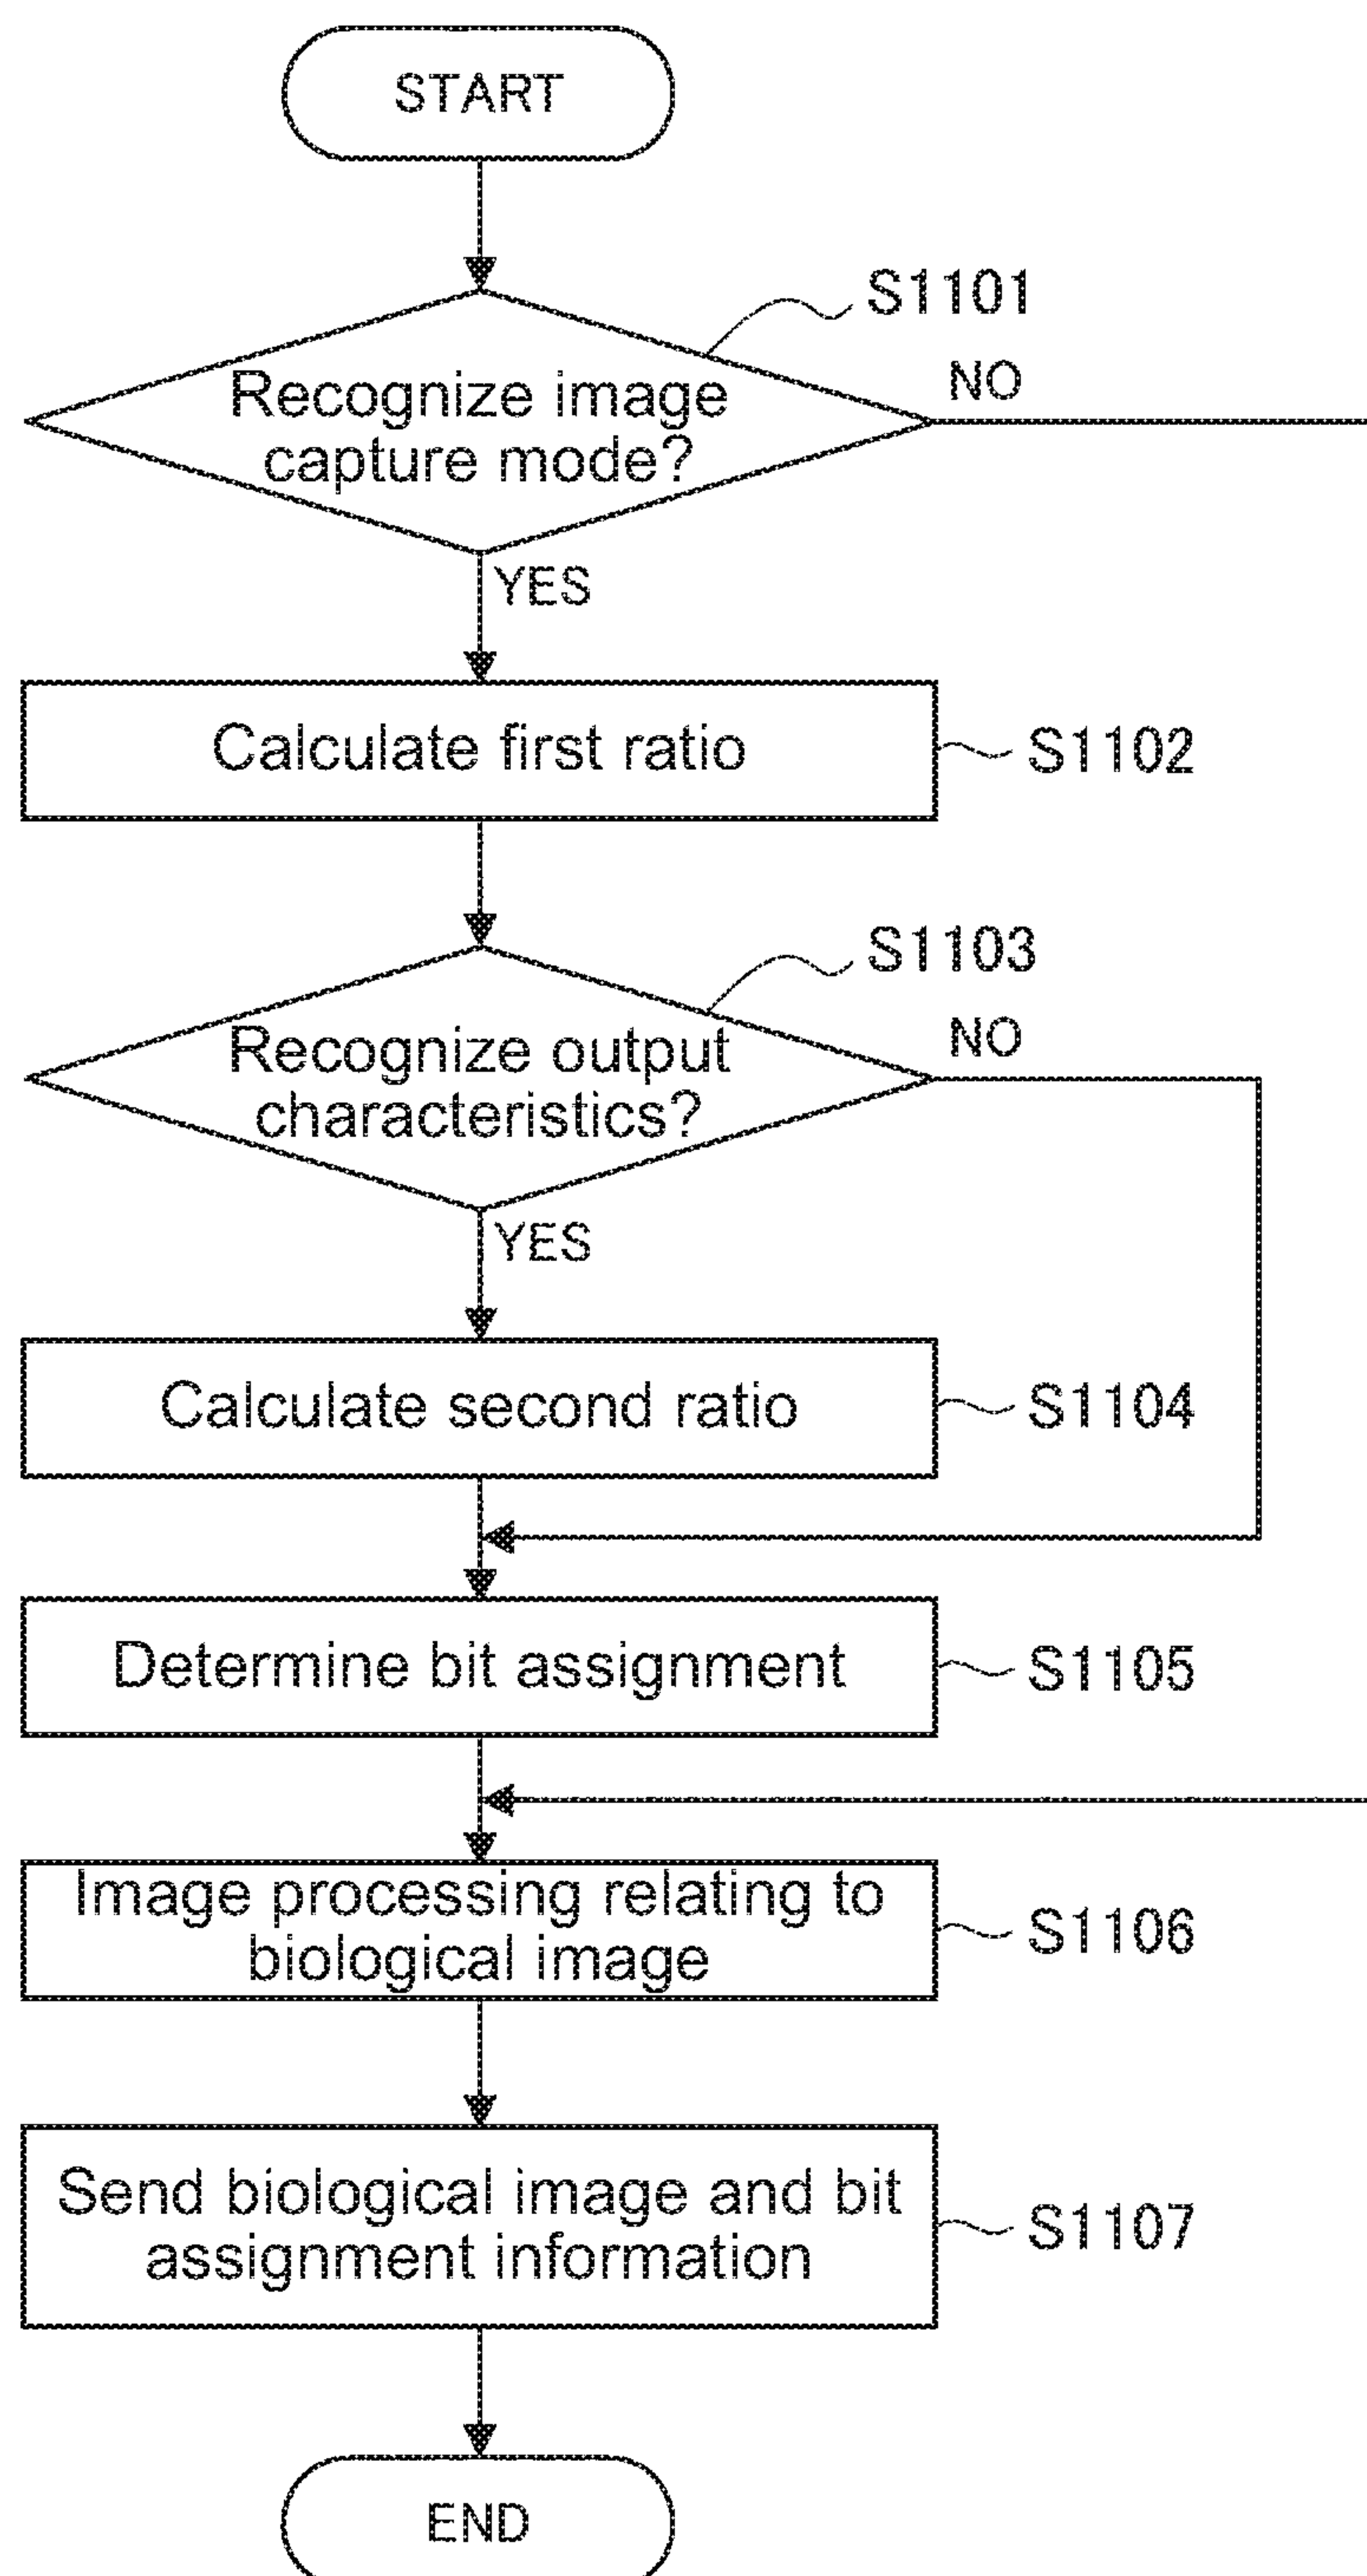 START
S1101
Recognize image
capture mode?
NO
YES
Calculate first ratio
S1102
S1103
Recognize output
characteristics?
NO
YES
Calculate second ratio
S1104
Determine bit assignment
S1105
Image processing relating to
biological image
S1106
Send biological image and bit
assignment information
S1107
END